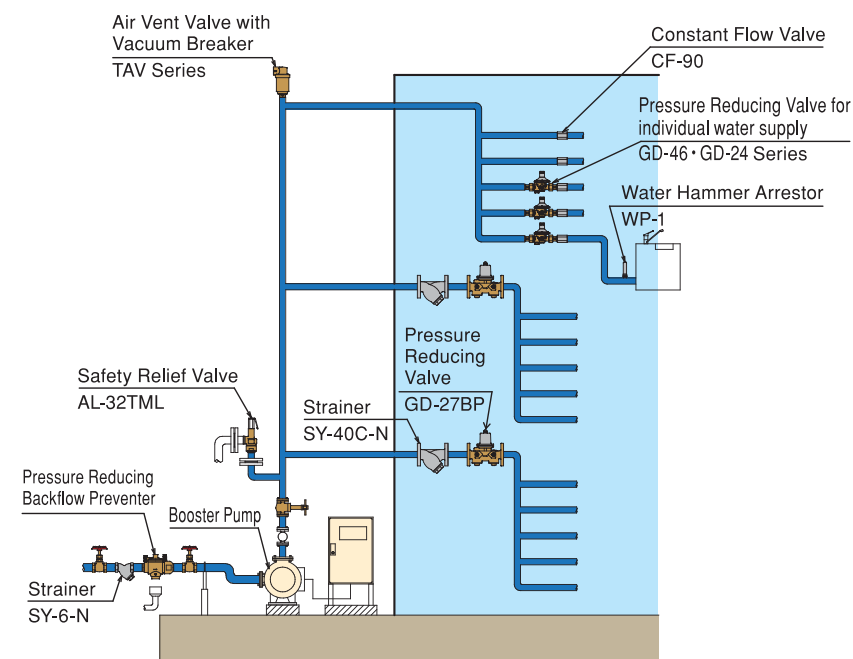 Air Vent Valve with
Vacuum Breaker
TAV Series
Constant Flow Valve
CF-90
Pressure Reducing Valve for
individual water supply
GD-46・GD-24 Series
Water Hammer Arrestor
WP-1
Pressure
Reducing
Valve
GD-27BP
Safety Relief Valve
AL-32TML
Strainer
SY-40C-N
Pressure Reducing
Backflow Preventer
Booster Pump
Strainer
SY-6-N